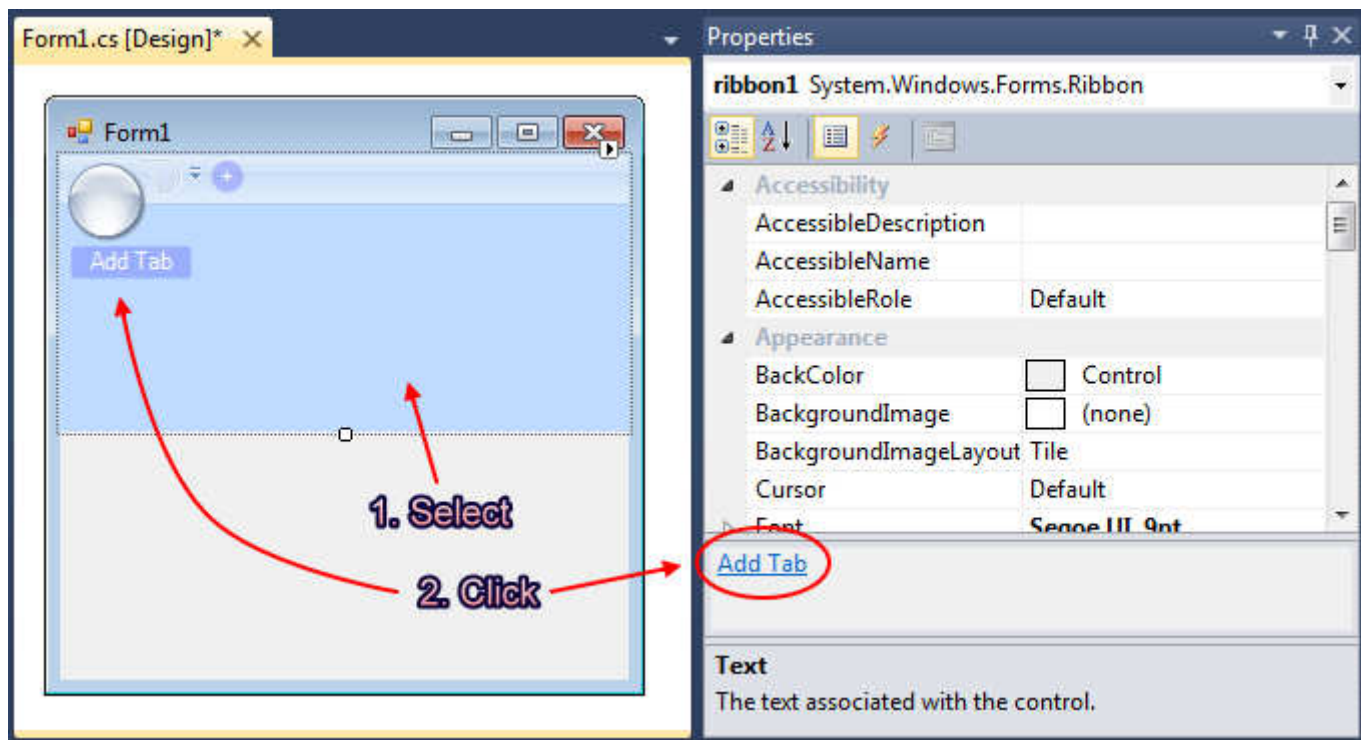 Form1.cs [Design]*
Form1
Add Tab
1. Select
2. Click
Properties
ribbon1 System.Windows.Forms.Ribbon
Accessibility
AccessibleDescription
AccessibleName
AccessibleRole Default
Appearance
BackColor Control
BackgroundImage (none)
BackgroundImageLayout Tile
Cursor Default
Font Segoe UI, 9pt
Add Tab
Text
The text associated with the control.